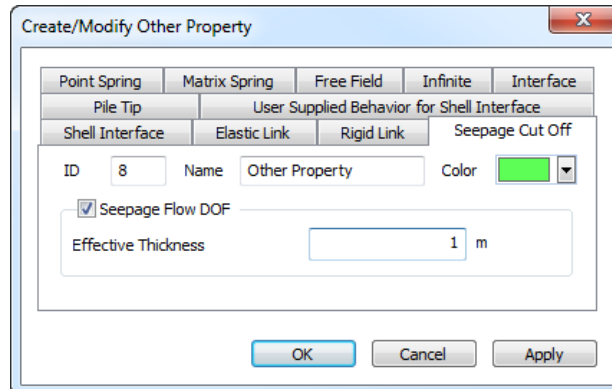 Create/Modify Other Property
Point Spring Matrix Spring Free Field Infinite Interface
Pile Tip User Supplied Behavior for Shell Interface
Shell Interface Elastic Link Rigid Link Seepage Cut Off
ID 8 Name Other Property Color
Seepage Flow DOF
Effective Thickness 1 m
OK Cancel Apply